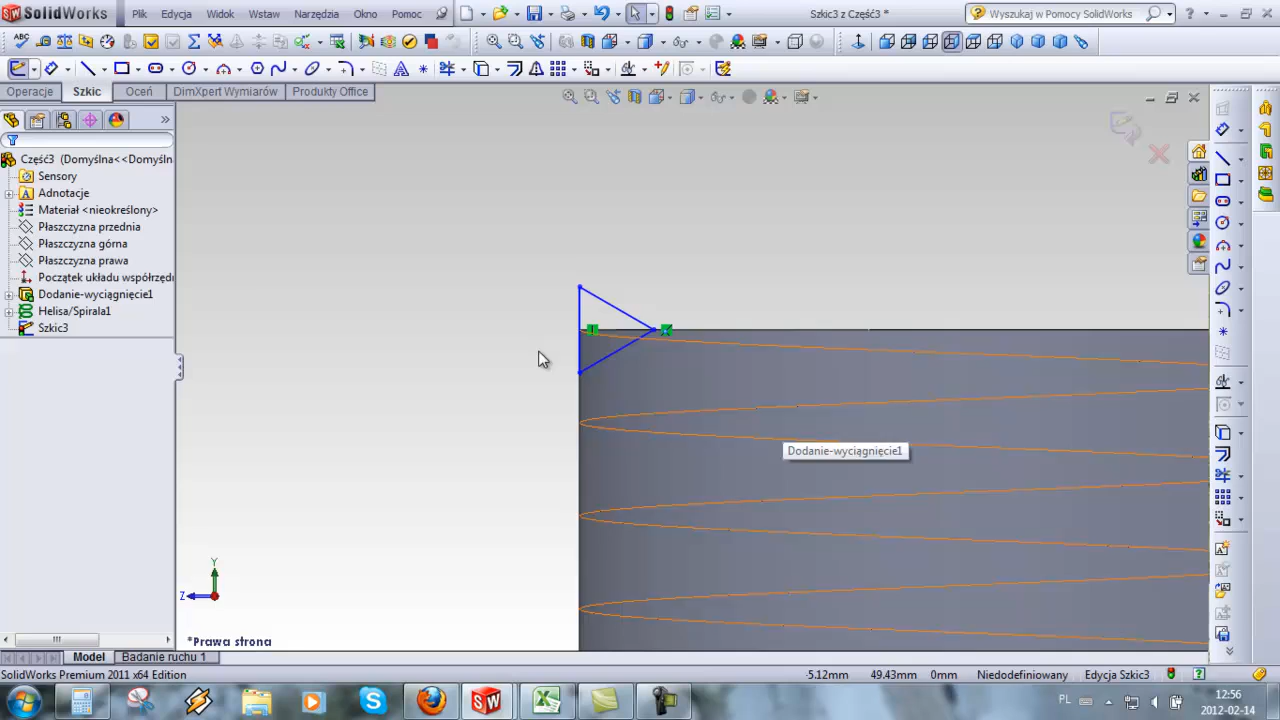 SolidWorks
Plik
Edycja
Widok
Wstaw
Narzędzia
Okno
Pomoc
Szkic3 z Część3 *
Wyszukaj w Pomocy SolidWorks
Operacje
Szkic
Oceń
DimXpert Wymiarów
Produkty Office
Część3 (Domyślna<<Domyśln
Sensory
Adnotacje
Materiał <nieokreślony>
Płaszczyzna przednia
Płaszczyzna górna
Płaszczyzna prawa
Początek układu współrzędn
Dodanie-wyciągnięcie1
Helisa/Spirala1
Szkic3
Dodanie-wyciągnięcie1
Y
Z
*Prawa strona
Model
Badanie ruchu 1
SolidWorks Premium 2011 x64 Edition
5.12mm
49.43mm
0mm
Niedodefiniowany
Edycja Szkic3
PL
12:56
2012-02-14